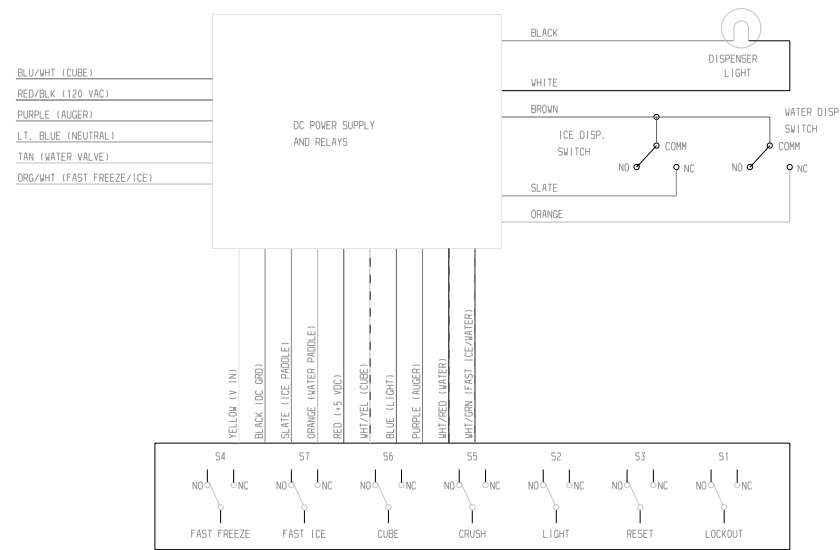 BLACK
DISPENSER
LIGHT
BLU/WHT (CUBE)
RED/BLK (120 VAC)
PURPLE (AUGER)
LT. BLUE (NEUTRAL)
TAN (WATER VALVE)
ORG/WHT (FAST FREEZE/ICE)
DC POWER SUPPLY
AND RELAYS
WHITE
BROWN
ICE DISP.
SWITCH
COMM
NO
NC
WATER DISP
SWITCH
COMM
NO
NC
SLATE
ORANGE
YELLOW (V IN)
BLACK (DC GRD)
SLATE (ICE PADDLE)
ORANGE (WATER PADDLE)
RED (+5 VDC)
WHT/YEL (CUBE)
BLUE (LIGHT)
PURPLE (AUGER)
WHT/RED (WATER)
WHT/GRN (FAST ICE/WATER)
S4 S7 S6 S5 S2 S3 S1
NO NC NO NC NO NC NO NC NO NC NO NC NO NC
FAST FREEZE FAST ICE CUBE CRUSH LIGHT RESET LOCKOUT